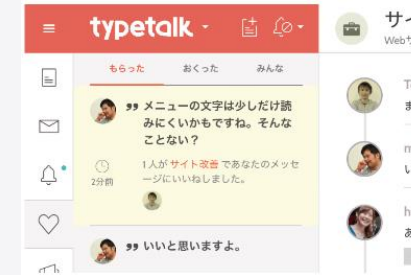 typetalk
サイ
Webサ
もらった おくった みんな
メニューの文字は少しだけ読
みにくいかもですね。そんな
ことない?
2分前
1人が サイト改善 であなたのメッセ
ージにいいねしました。
いいと思いますよ。
T
ま
m
い
h
あ